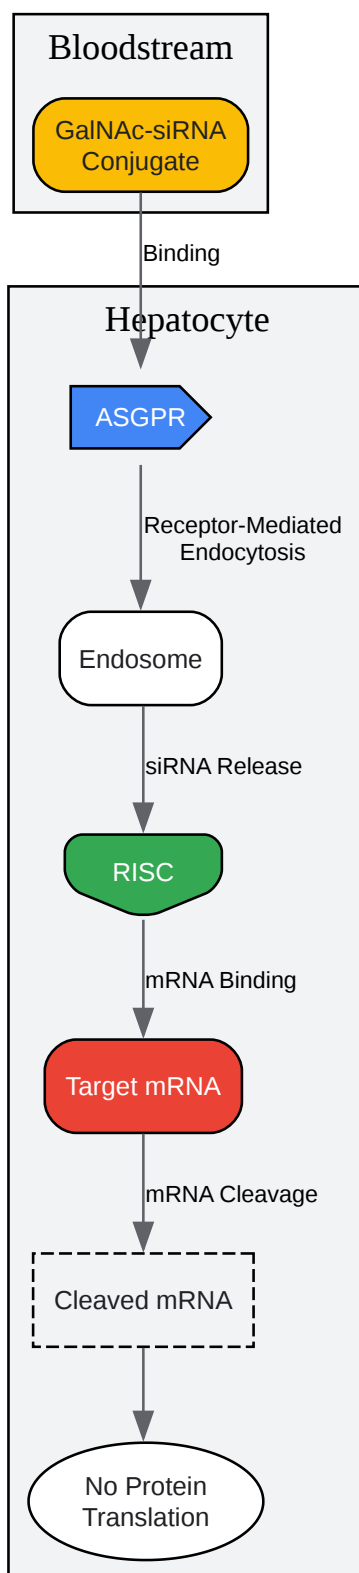 Bloodstream
GalNAc-siRNA
Conjugate
Binding
Hepatocyte
ASGPR
Receptor-Mediated
Endocytosis
Endosome
siRNA Release
RISC
mRNA Binding
Target mRNA
mRNA Cleavage
Cleaved mRNA
No Protein
Translation